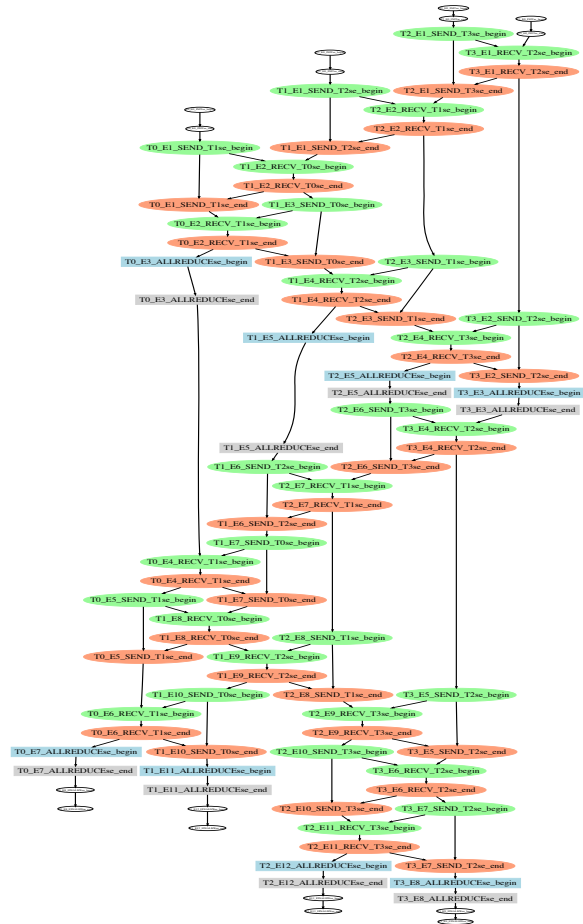 T2_E1_SEND_T3se_begin
T3_E1_RECV_T2se_begin
T3_E1_RECV_T2se_end
T1_E1_SEND_T2se_begin
T2_E1_SEND_T3se_end
T2_E2_RECV_T1se_begin
T2_E2_RECV_T1se_end
T0_E1_SEND_T1se_begin
T1_E1_SEND_T2se_end
T1_E2_RECV_T0se_begin
T1_E2_RECV_T0se_end
T0_E1_SEND_T1se_end
T1_E3_SEND_T0se_begin
T0_E2_RECV_T1se_begin
T0_E2_RECV_T1se_end
T0_E3_ALLREDUCEse_begin
T1_E3_SEND_T0se_end
T2_E3_SEND_T1se_begin
T1_E4_RECV_T2se_begin
T0_E3_ALLREDUCEse_end
T1_E4_RECV_T2se_end
T2_E3_SEND_T1se_end
T3_E2_SEND_T2se_begin
T1_E5_ALLREDUCEse_begin
T2_E4_RECV_T3se_begin
T2_E4_RECV_T3se_end
T2_E5_ALLREDUCEse_begin
T3_E2_SEND_T2se_end
T2_E5_ALLREDUCEse_end
T3_E3_ALLREDUCEse_begin
T2_E6_SEND_T3se_begin
T3_E3_ALLREDUCEse_end
T3_E4_RECV_T2se_begin
T1_E5_ALLREDUCEse_end
T3_E4_RECV_T2se_end
T1_E6_SEND_T2se_begin
T2_E6_SEND_T3se_end
T2_E7_RECV_T1se_begin
T2_E7_RECV_T1se_end
T1_E6_SEND_T2se_end
T1_E7_SEND_T0se_begin
T0_E4_RECV_T1se_begin
T0_E4_RECV_T1se_end
T0_E5_SEND_T1se_begin
T1_E7_SEND_T0se_end
T1_E8_RECV_T0se_begin
T1_E8_RECV_T0se_end
T2_E8_SEND_T1se_begin
T0_E5_SEND_T1se_end
T1_E9_RECV_T2se_begin
T1_E9_RECV_T2se_end
T1_E10_SEND_T0se_begin
T2_E8_SEND_T1se_end
T3_E5_SEND_T2se_begin
T0_E6_RECV_T1se_begin
T2_E9_RECV_T3se_begin
T0_E6_RECV_T1se_end
T2_E9_RECV_T3se_end
T0_E7_ALLREDUCEse_begin
T1_E10_SEND_T0se_end
T2_E10_SEND_T3se_begin
T3_E5_SEND_T2se_end
T0_E7_ALLREDUCEse_end
T1_E11_ALLREDUCEse_begin
T3_E6_RECV_T2se_begin
T1_E11_ALLREDUCEse_end
T3_E6_RECV_T2se_end
T2_E10_SEND_T3se_end
T3_E7_SEND_T2se_begin
T2_E11_RECV_T3se_begin
T2_E11_RECV_T3se_end
T2_E12_ALLREDUCEse_begin
T3_E7_SEND_T2se_end
T2_E12_ALLREDUCEse_end
T3_E8_ALLREDUCEse_begin
T3_E8_ALLREDUCEse_end